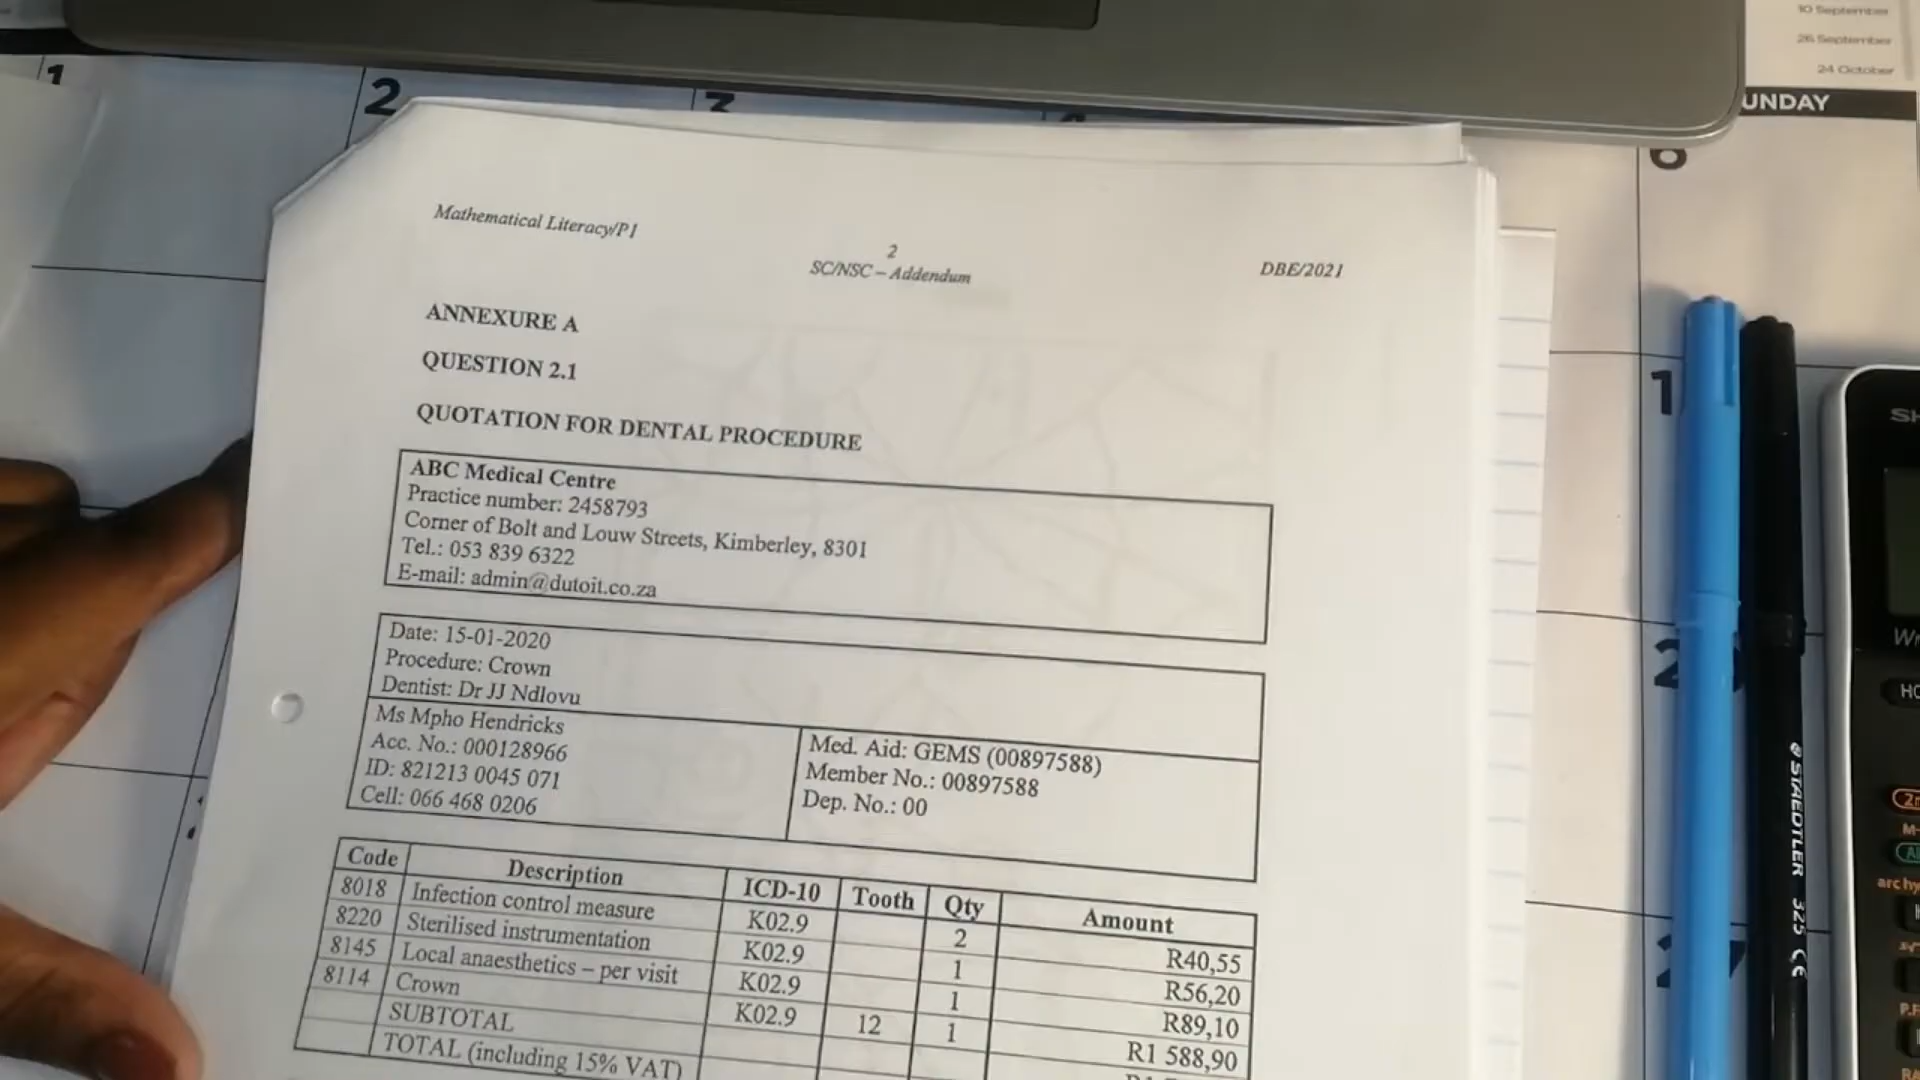 10 September
26 September
24 October
UNDAY
1
2
3
6
Mathematical Literacy/P1
2
SC/NSC – Addendum
DBE/2021
ANNEXURE A
QUESTION 2.1
QUOTATION FOR DENTAL PROCEDURE
ABC Medical Centre
Practice number: 2458793
Corner of Bolt and Louw Streets, Kimberley, 8301
Tel.: 053 839 6322
E-mail: admin@dutoit.co.za
Date: 15-01-2020
Procedure: Crown
Dentist: Dr JJ Ndlovu
Ms Mpho Hendricks
Acc. No.: 000128966
ID: 821213 0045 071
Cell: 066 468 0206
Med. Aid: GEMS (00897588)
Member No.: 00897588
Dep. No.: 00
Code Description ICD-10 Tooth Qty Amount
8018 Infection control measure K02.9 2 R40,55
8220 Sterilised instrumentation K02.9 1 R56,20
8145 Local anaesthetics – per visit K02.9 1 R89,10
8114 Crown K02.9 12 1 R1 588,90
SUBTOTAL
TOTAL (including 15% VAT)
STAEDTLER 325 CE